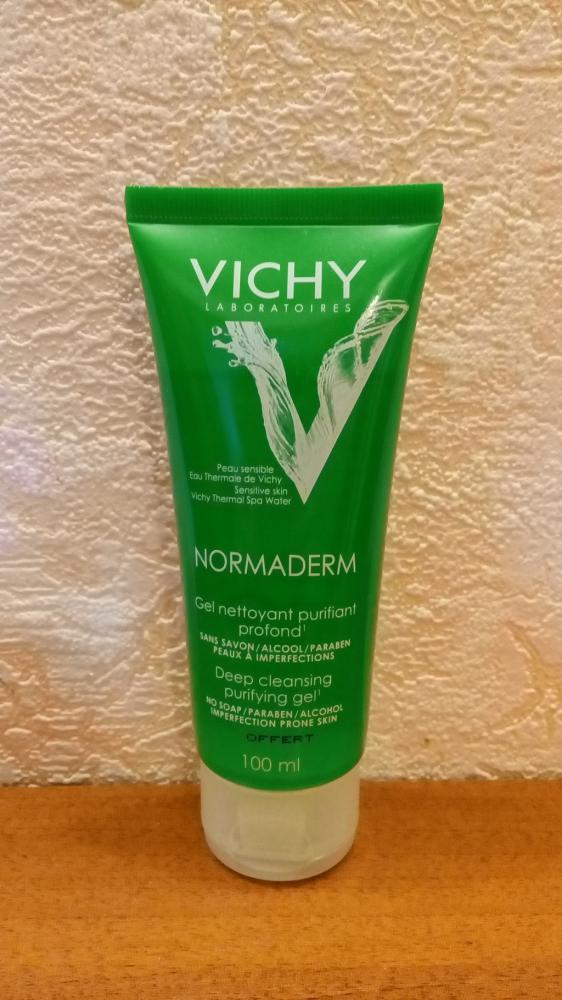 VICHY
LABORATOIRES
Peau sensible
Eau Thermale de Vichy
Sensitive skin
Vichy Thermal Spa Water
NORMADERM
Gel nettoyant purifiant
profond¹
SANS SAVON/ALCOOL/PARABEN
PEAUX À IMPERFECTIONS
Deep cleansing
purifying gel¹
NO SOAP/PARABEN/ALCOHOL
IMPERFECTION PRONE SKIN
OFFERT
100 ml